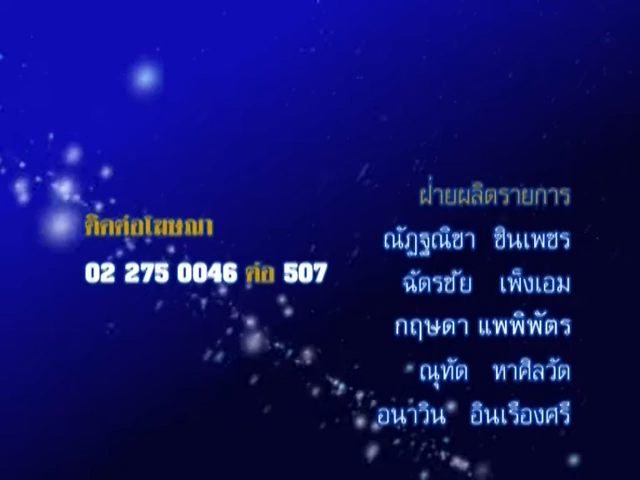 ติดต่อโฆษณา
02 275 0046 ต่อ 507
ฝ่ายผลิตรายการ
ณัฏฐณิชา ชินเพชร
ฉัตรชัย เพ็งเอม
กฤษดา แพพิพัตร
ณุทัด หาศิลวัด
อนาวิน อินเรืองศรี